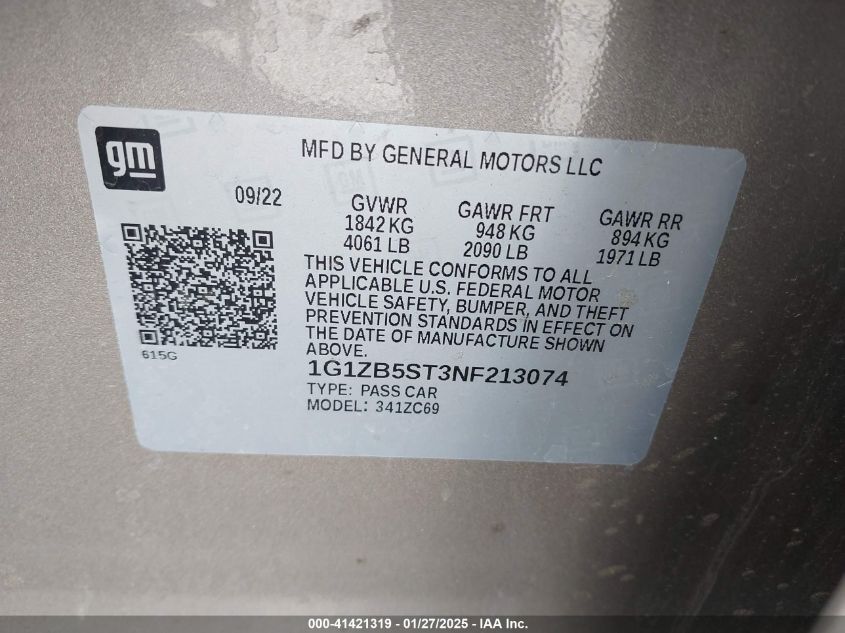 gm
MFD BY GENERAL MOTORS LLC
09/22
GVWR
1842 KG
4061 LB
GAWR FRT
948 KG
2090 LB
GAWR RR
894 KG
1971 LB
THIS VEHICLE CONFORMS TO ALL
APPLICABLE U.S. FEDERAL MOTOR
VEHICLE SAFETY, BUMPER, AND THEFT
PREVENTION STANDARDS IN EFFECT ON
THE DATE OF MANUFACTURE SHOWN
ABOVE.
615G
1G1ZB5ST3NF213074
TYPE: PASS CAR
MODEL: 341ZC69
000-41421319 | 01/27/2025 - IAA Inc.